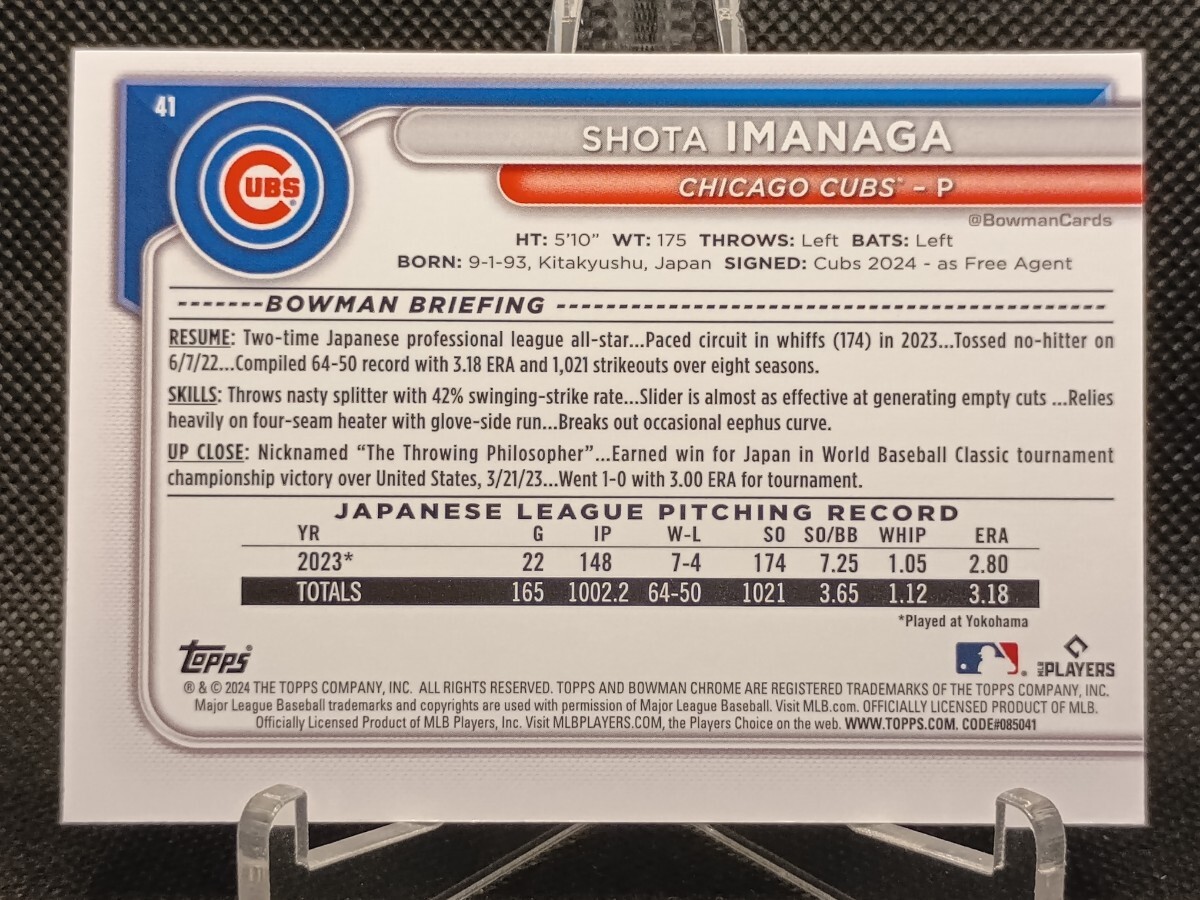 41
CUBS
SHOTA IMANAGA
CHICAGO CUBS™ – P
@BowmanCards
HT: 5'10" WT: 175 THROWS: Left BATS: Left
BORN: 9-1-93, Kitakyushu, Japan SIGNED: Cubs 2024 - as Free Agent
BOWMAN BRIEFING
RESUME: Two-time Japanese professional league all-star...Paced circuit in whiffs (174) in 2023...Tossed no-hitter on
6/7/22...Compiled 64-50 record with 3.18 ERA and 1,021 strikeouts over eight seasons.
SKILLS: Throws nasty splitter with 42% swinging-strike rate...Slider is almost as effective at generating empty cuts ...Relies
heavily on four-seam heater with glove-side run...Breaks out occasional eephus curve.
UP CLOSE: Nicknamed "The Throwing Philosopher"...Earned win for Japan in World Baseball Classic tournament
championship victory over United States, 3/21/23...Went 1-0 with 3.00 ERA for tournament.
JAPANESE LEAGUE PITCHING RECORD
YR G IP W-L SO SO/BB WHIP ERA
2023* 22 148 7-4 174 7.25 1.05 2.80
TOTALS 165 1002.2 64-50 1021 3.65 1.12 3.18
*Played at Yokohama
Topps®
MLB PLAYERS
® & © 2024 THE TOPPS COMPANY, INC. ALL RIGHTS RESERVED. TOPPS AND BOWMAN CHROME ARE REGISTERED TRADEMARKS OF THE TOPPS COMPANY, INC.
Major League Baseball trademarks and copyrights are used with permission of Major League Baseball. Visit MLB.com. OFFICIALLY LICENSED PRODUCT OF MLB.
Officially Licensed Product of MLB Players, Inc. Visit MLBPLAYERS.COM, the Players Choice on the web. WWW.TOPPS.COM. CODE#085041